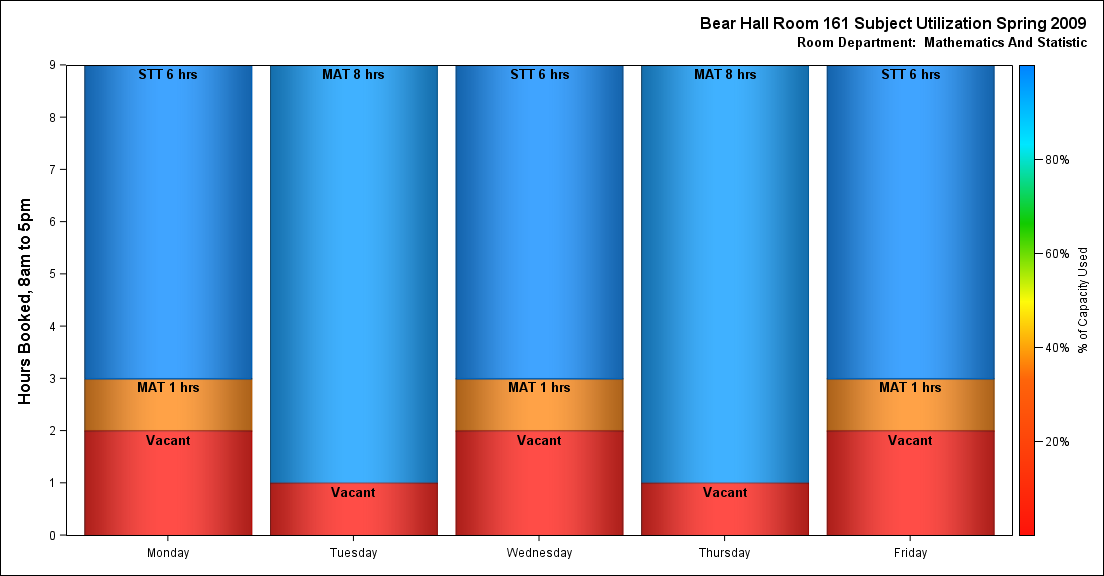 Bear Hall Room 161 Subject Utilization Spring 2009
Room Department:  Mathematics And Statistic
Hours Booked, 8am to 5pm
9
8
7
6
5
4
3
2
1
0
STT 6 hrs
MAT 1 hrs
Vacant
MAT 8 hrs
Vacant
STT 6 hrs
MAT 1 hrs
Vacant
MAT 8 hrs
Vacant
STT 6 hrs
MAT 1 hrs
Vacant
Monday
Tuesday
Wednesday
Thursday
Friday
80%
60%
40%
20%
% of Capacity Used